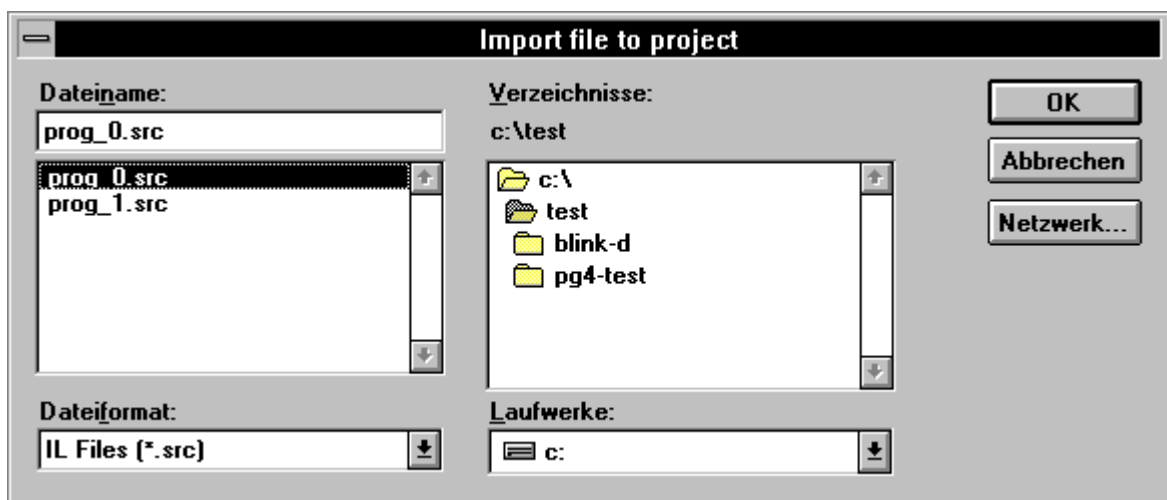 Import file to project
Dateiname:
prog_0.src
prog_0.src
prog_1.src
Dateiformat:
IL Files (*.src)
Verzeichnisse:
c:\test
c:\
test
blink-d
pg4-test
Laufwerke:
c:
OK
Abbrechen
Netzwerk...